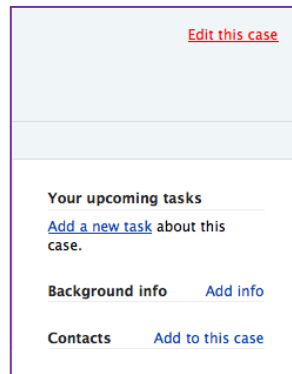 Edit this case
Your upcoming tasks
Add a new task about this
case.
Background info Add info
Contacts Add to this case